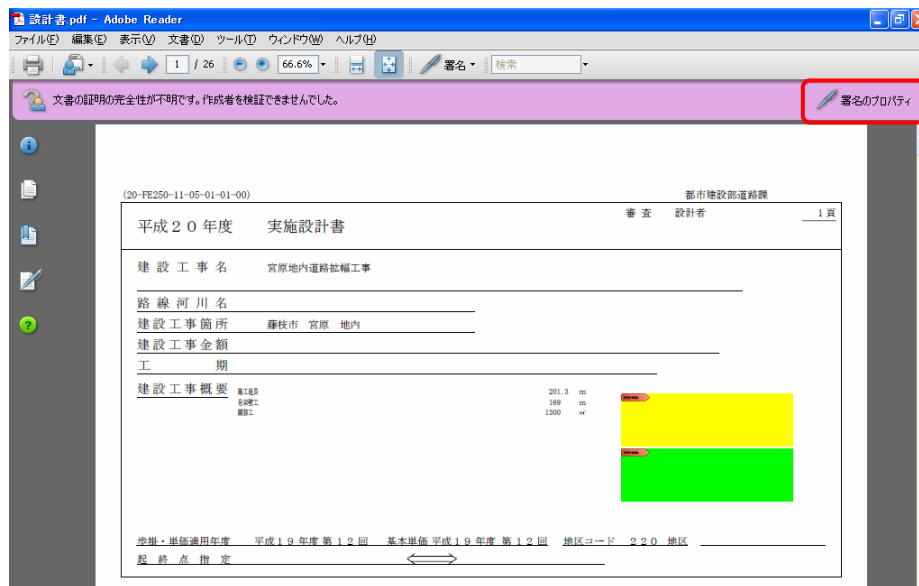 設計書.pdf - Adobe Reader
ファイル(F) 編集(E) 表示(V) 文書(D) ツール(T) ウィンドウ(W) ヘルプ(H)
1 / 26 66.6% 署名 検索
文書の証明の完全性が不明です。作成者を検証できませんでした。 署名のプロパティ
(20-FE250-11-05-01-01-00) 都市建設部道路課
平成20年度 実施設計書 審査 設計者 1頁
建設工事名 宮原地内道路拡幅工事
路線河川名
建設工事箇所 藤枝市 宮原 地内
建設工事金額
工期
建設工事概要 施工延長 201.3 m
169 m
舗装工 1300 ㎡
歩掛・単価適用年度 平成19年度 第12回 基本単価 平成19年度 第12回 地区コード 220 地区
起終点指定